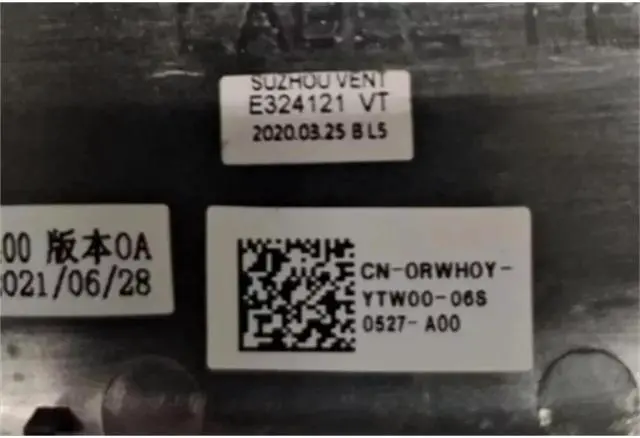 SUZHOU VENT
E324121 VT
2020.03.25 B L5
00 版本0A
2021/06/28
CN-0RWH0Y-
YTW00-06S
0527-A00